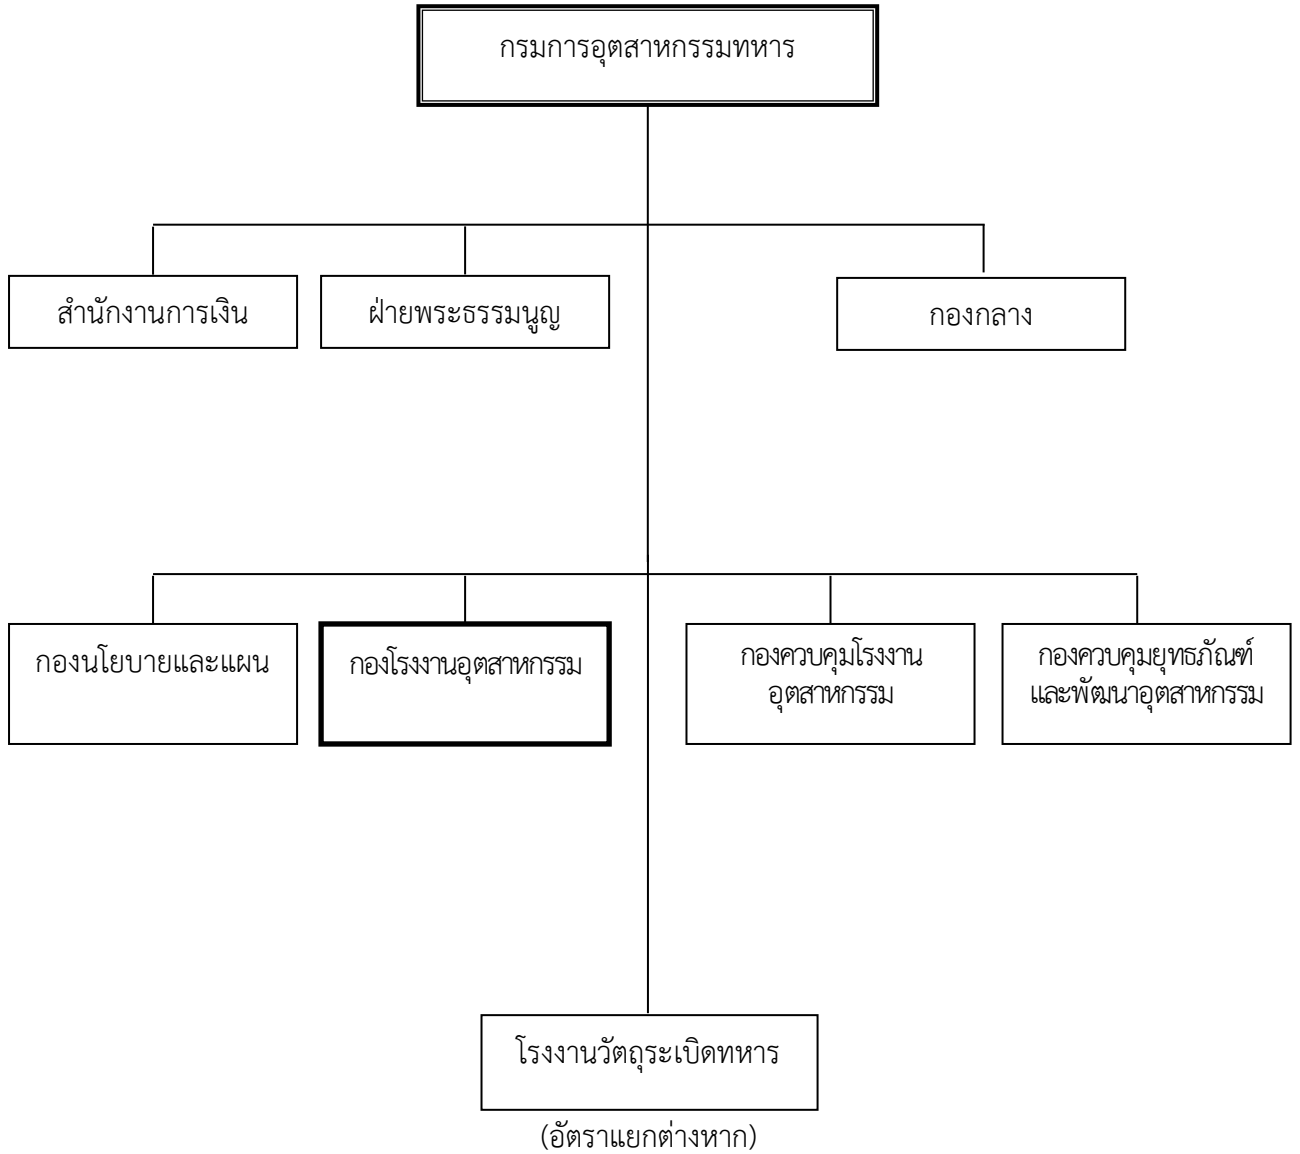 กรมการอุตสาหกรรมทหาร
สำนักงานการเงิน
ฝ่ายพระธรรมนูญ
กองกลาง
กองนโยบายและแผน
กองโรงงานอุตสาหกรรม
กองควบคุมโรงงาน
อุตสาหกรรม
กองควบคุมยุทธภัณฑ์
และพัฒนาอุตสาหกรรม
โรงงานวัตถุระเบิดทหาร
(อัตราแยกต่างหาก)